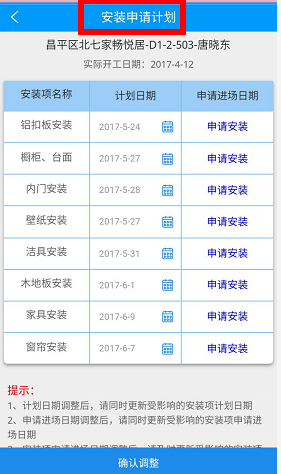 安装申请计划
昌平区北七家畅悦居-D1-2-503-唐晓东
实际开工日期：2017-4-12
安装项名称 计划日期 申请进场日期
铝扣板安装 2017-5-24 申请安装
橱柜、台面 2017-5-27 申请安装
内门安装 2017-5-28 申请安装
壁纸安装 2017-5-27 申请安装
洁具安装 2017-5-31 申请安装
木地板安装 2017-6-1 申请安装
家具安装 2017-6-9 申请安装
窗帘安装 2017-6-7 申请安装
提示：
1、计划日期调整后，请同时更新受影响的安装项计划日期
2、申请进场日期调整后，请同时更新受影响的安装项申请进
场日期
确认调整